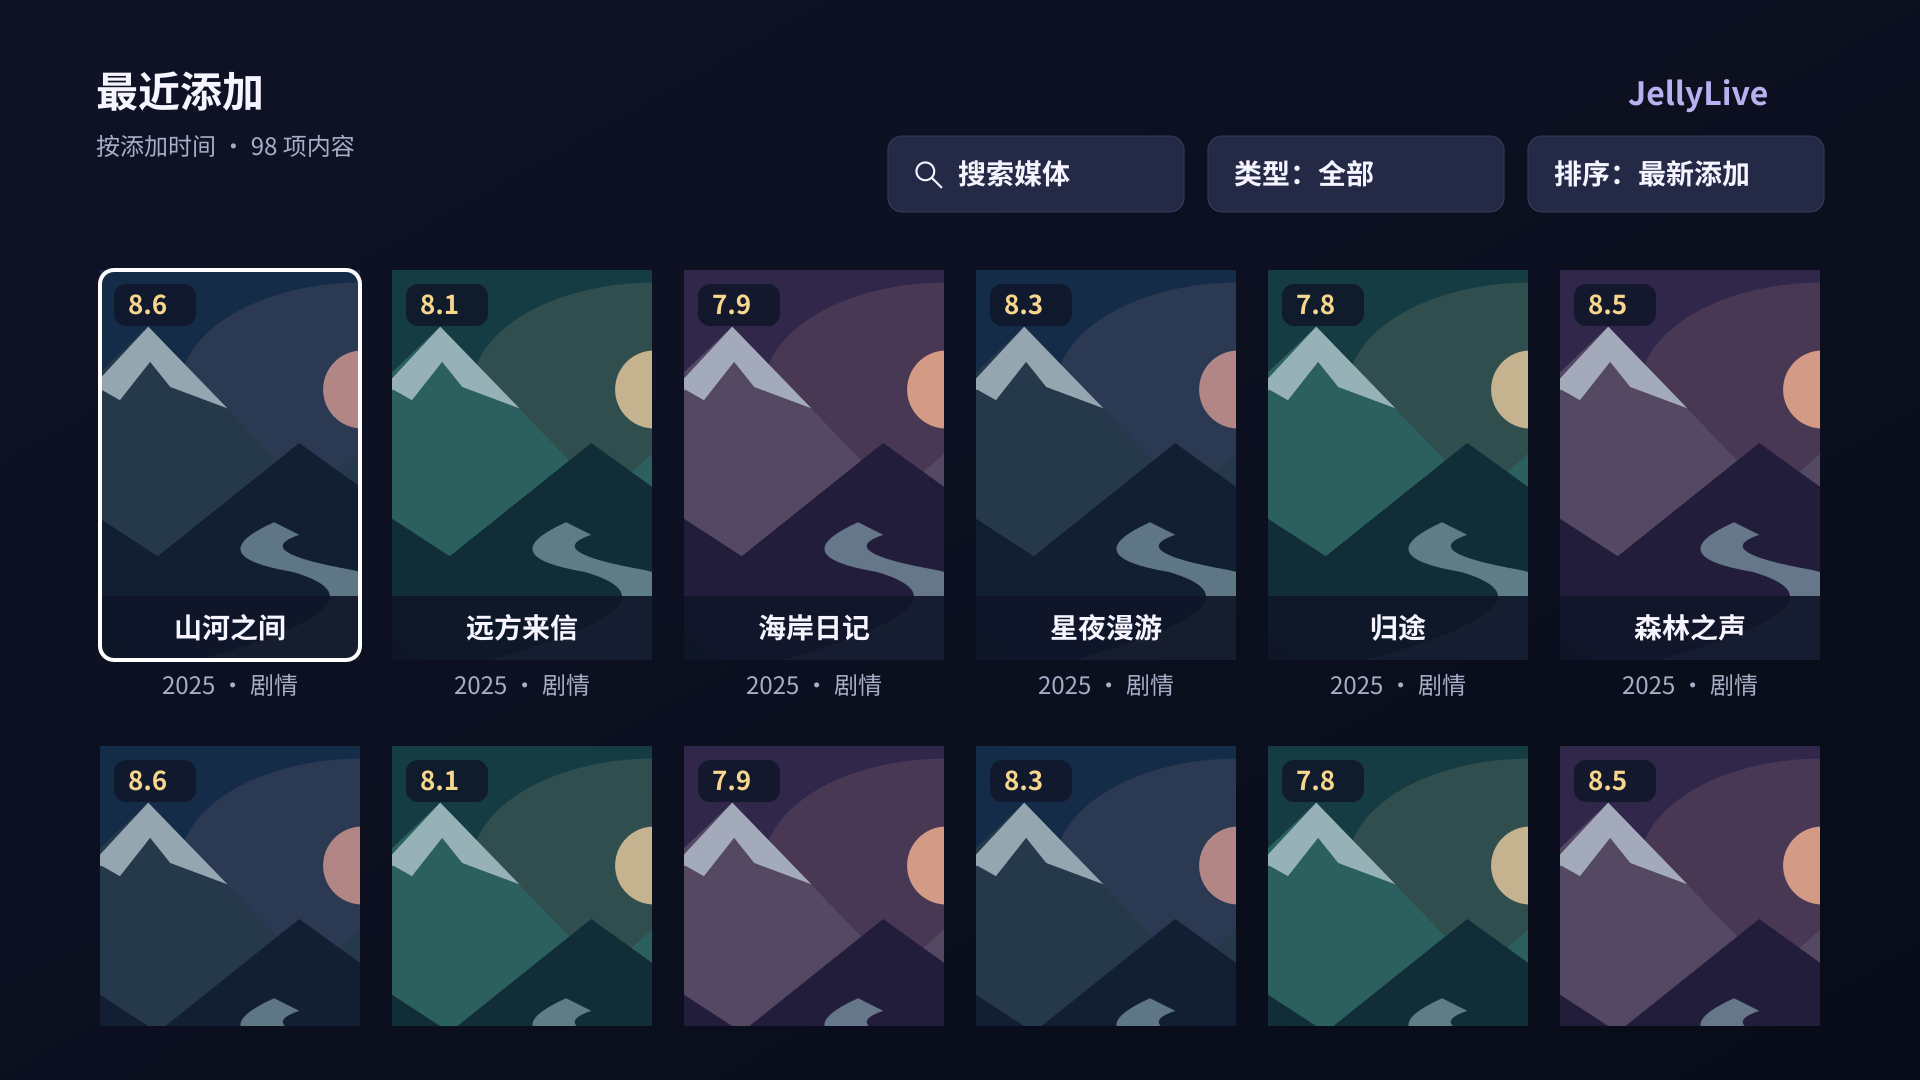 最近添加
JellyLive
按添加时间 · 98 项内容
搜索媒体
类型：全部
排序：最新添加
8.6
8.1
7.9
8.3
7.8
8.5
山河之间
远方来信
海岸日记
星夜漫游
归途
森林之声
2025 · 剧情
2025 · 剧情
2025 · 剧情
2025 · 剧情
2025 · 剧情
2025 · 剧情
8.6
8.1
7.9
8.3
7.8
8.5